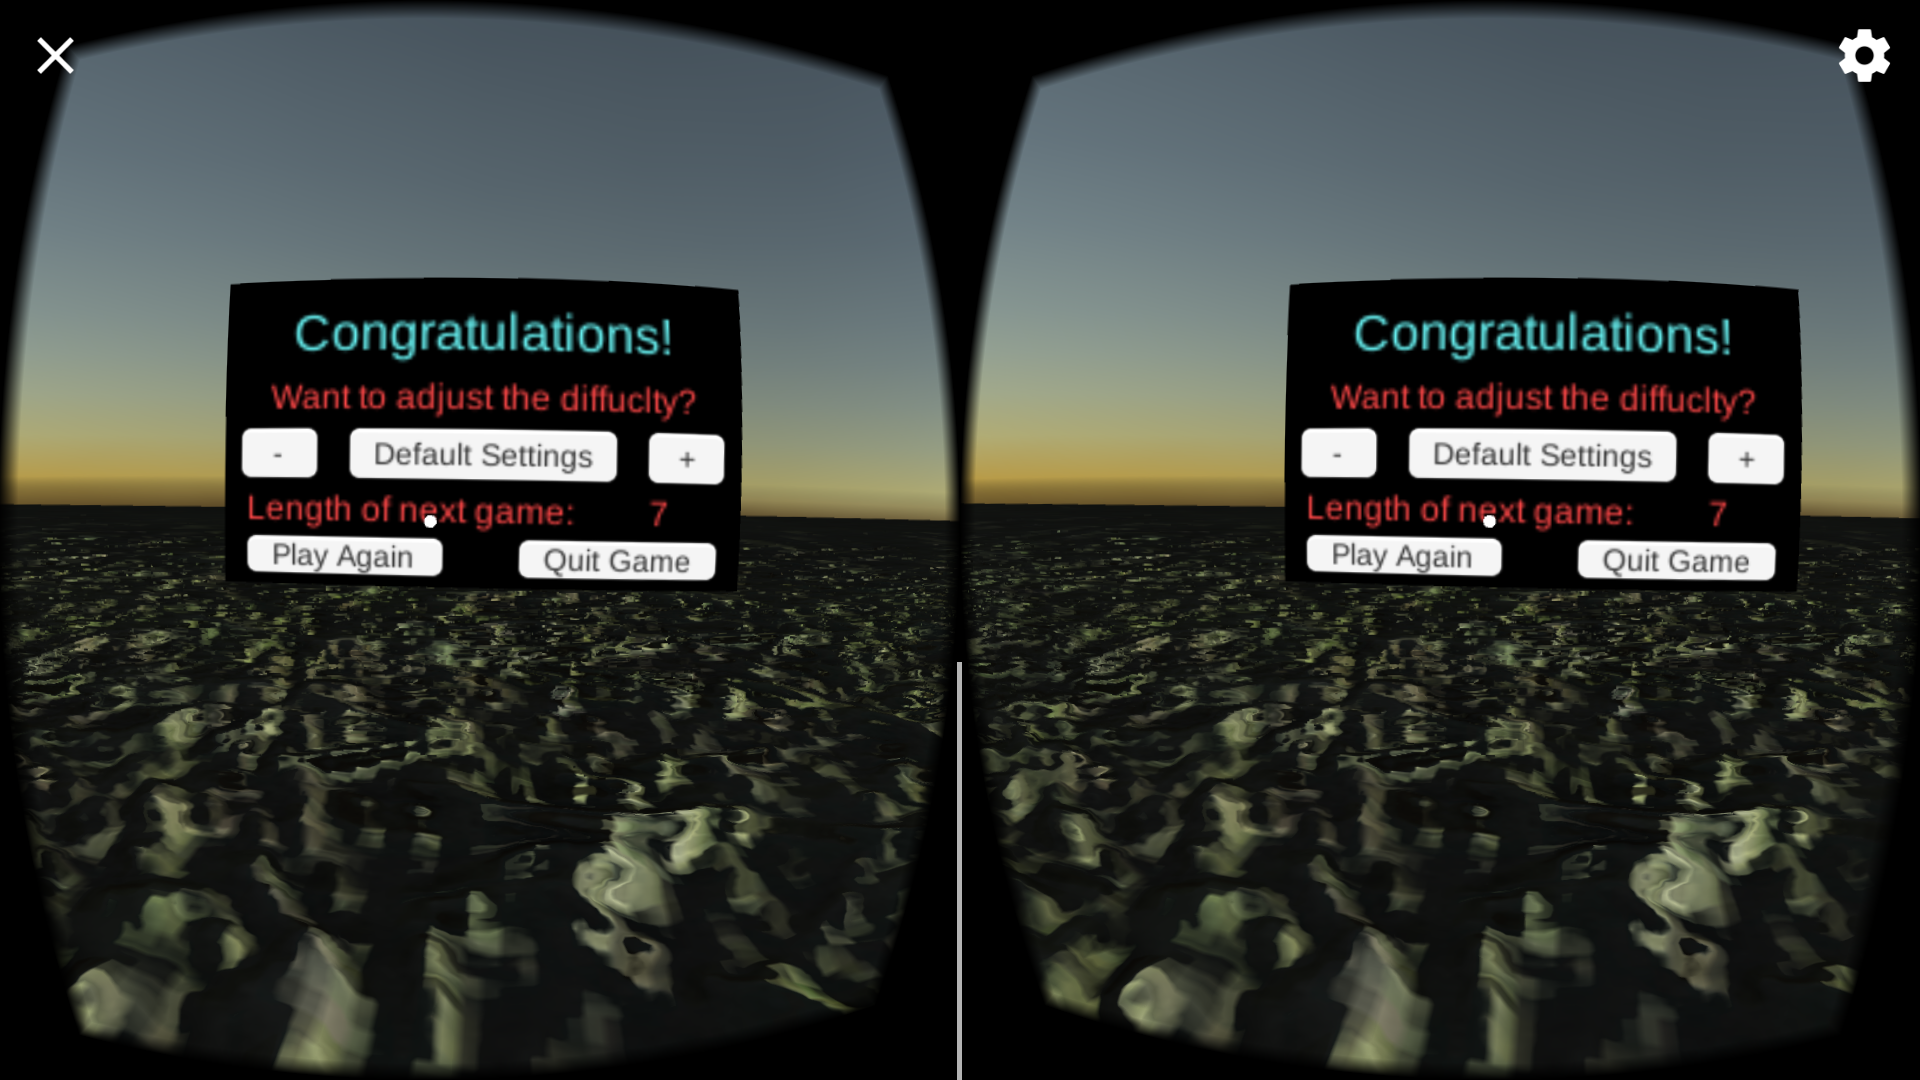 Congratulations!
Want to adjust the diffuclty?
- Default Settings +
Length of next game: 7
Play Again Quit Game
Congratulations!
Want to adjust the diffuclty?
- Default Settings +
Length of next game: 7
Play Again Quit Game